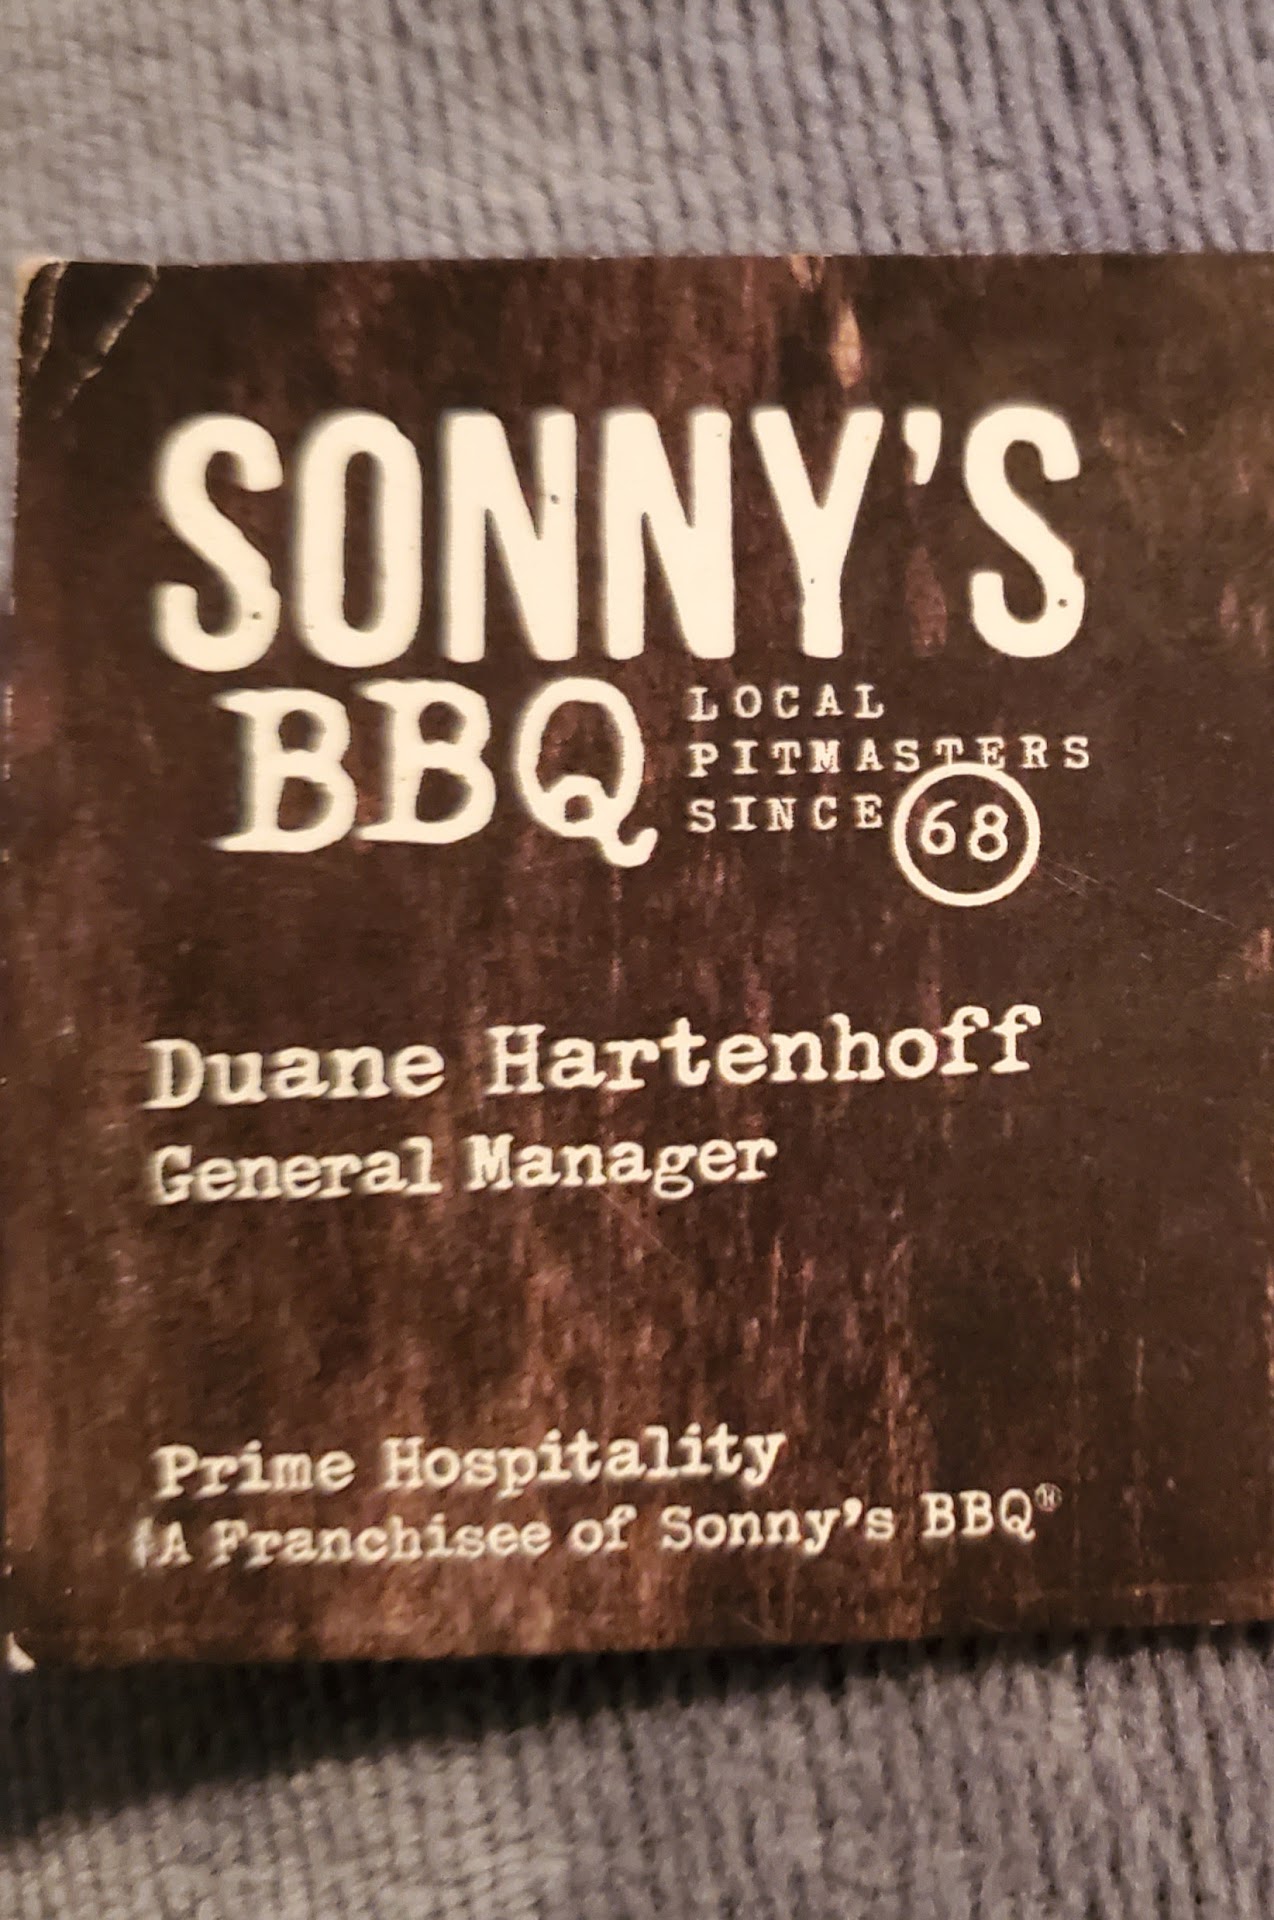 SONNY'S
BBQ
LOCAL
PITMASTERS
SINCE 68
Duane Hartenhoff
General Manager
Prime Hospitality
A Franchisee of Sonny's BBQ®